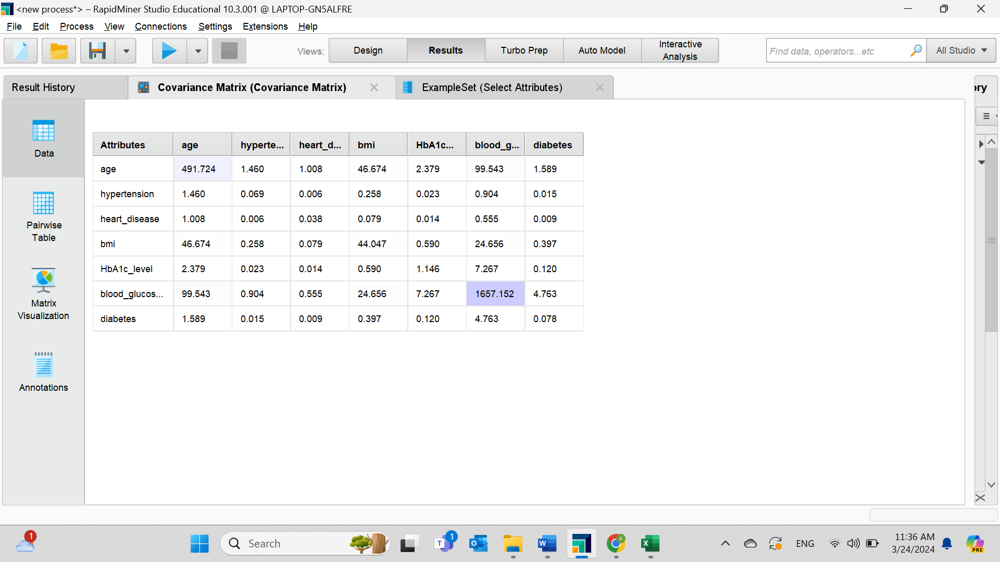 <new process*> – RapidMiner Studio Educational 10.3.001 @ LAPTOP-GN5ALFRE
File Edit Process View Connections Settings Extensions Help
Views: Design Results Turbo Prep Auto Model Interactive Analysis
Find data, operators...etc All Studio
Result History Covariance Matrix (Covariance Matrix) ExampleSet (Select Attributes) ory
Data
Pairwise
Table
Matrix
Visualization
Annotations
Attributes age hyperte... heart_d... bmi HbA1c... blood_g... diabetes
age 491.724 1.460 1.008 46.674 2.379 99.543 1.589
hypertension 1.460 0.069 0.006 0.258 0.023 0.904 0.015
heart_disease 1.008 0.006 0.038 0.079 0.014 0.555 0.009
bmi 46.674 0.258 0.079 44.047 0.590 24.656 0.397
HbA1c_level 2.379 0.023 0.014 0.590 1.146 7.267 0.120
blood_glucos... 99.543 0.904 0.555 24.656 7.267 1657.152 4.763
diabetes 1.589 0.015 0.009 0.397 0.120 4.763 0.078
1
Search
1
T
O
W
A
X
ENG
11:36 AM
3/24/2024
PRE